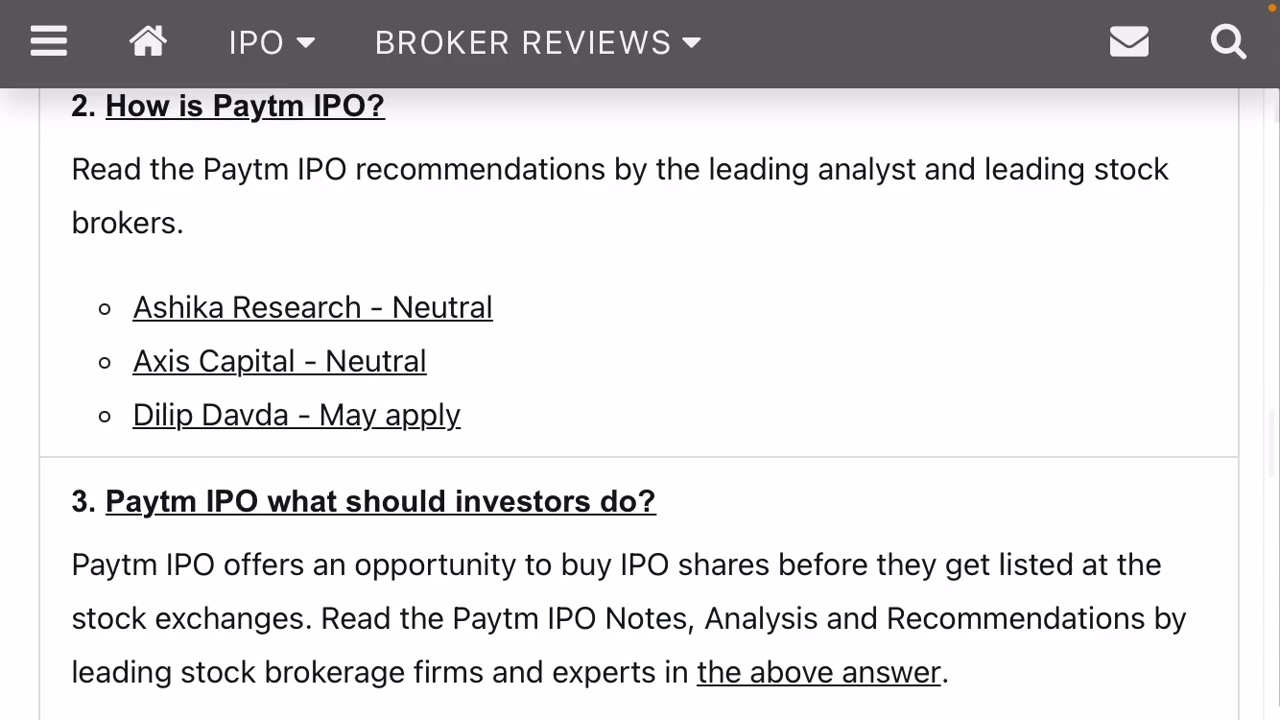 IPO BROKER REVIEWS
2. How is Paytm IPO?
Read the Paytm IPO recommendations by the leading analyst and leading stock
brokers.
Ashika Research - Neutral
Axis Capital - Neutral
Dilip Davda - May apply
3. Paytm IPO what should investors do?
Paytm IPO offers an opportunity to buy IPO shares before they get listed at the
stock exchanges. Read the Paytm IPO Notes, Analysis and Recommendations by
leading stock brokerage firms and experts in the above answer.